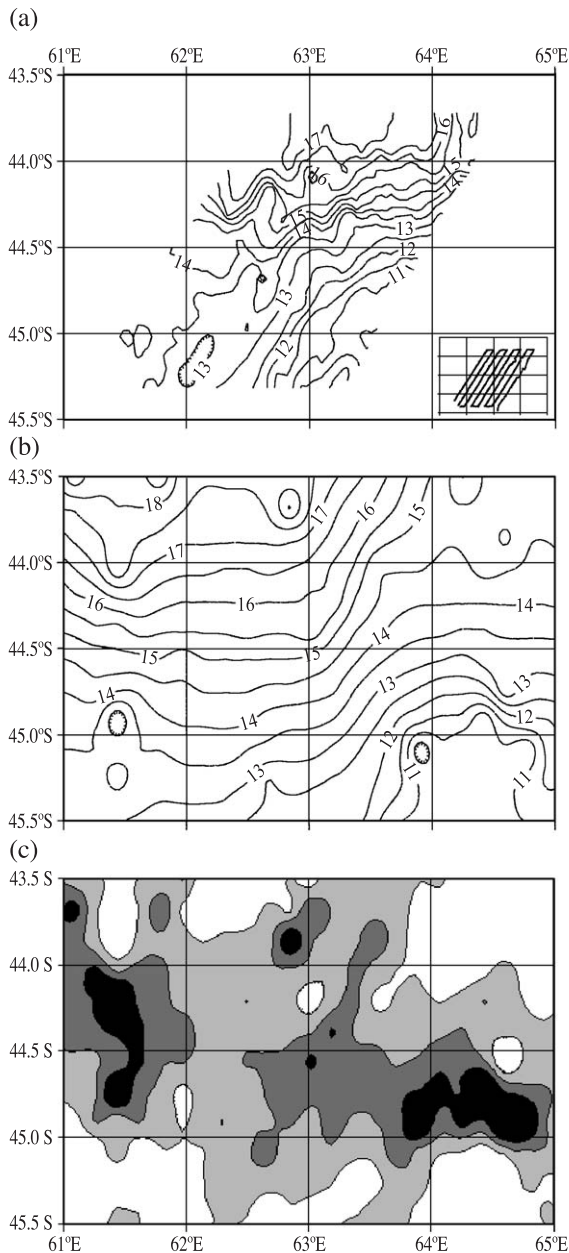 (a)
61ºE 62ºE 63ºE 64ºE 65ºE
43.5ºS
17 16
44.0ºS
16 15
14
15
14 13
44.5ºS
12
14
11
13
45.0ºS
12
13
45.5ºS
(b)
43.5ºS
18 17 16 15
44.0ºS
17
16 16 14
44.5ºS
15 15 14
13
14 13
14 12
45.0ºS
12
13 11 11
45.5ºS
(c)
43.5 S
44.0 S
44.5 S
45.0 S
45.5 S
61ºE 62ºE 63ºE 64ºE 65ºE